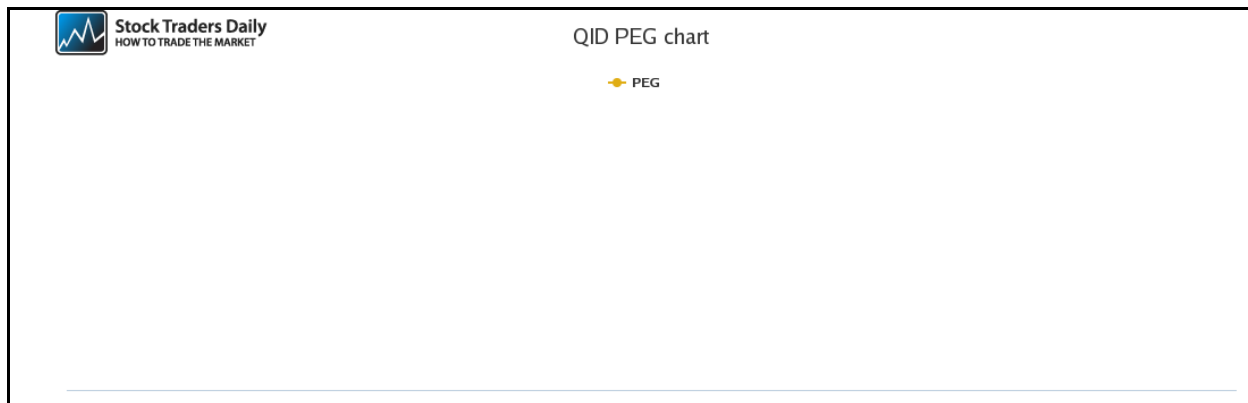 Stock Traders Daily
HOW TO TRADE THE MARKET
QID PEG chart
PEG